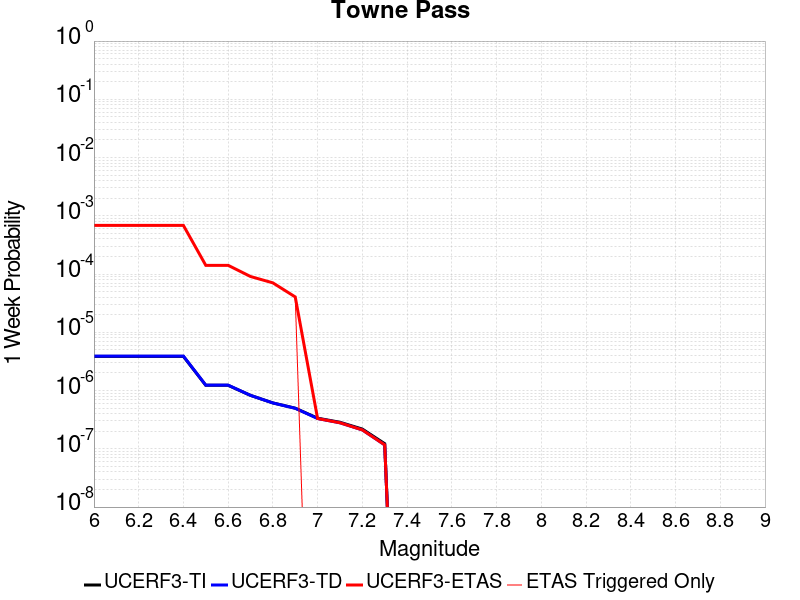 Towne Pass
1 Week Probability
10^0
10^-1
10^-2
10^-3
10^-4
10^-5
10^-6
10^-7
10^-8
6 6.2 6.4 6.6 6.8 7 7.2 7.4 7.6 7.8 8 8.2 8.4 8.6 8.8 9
Magnitude
UCERF3-TI UCERF3-TD UCERF3-ETAS ETAS Triggered Only